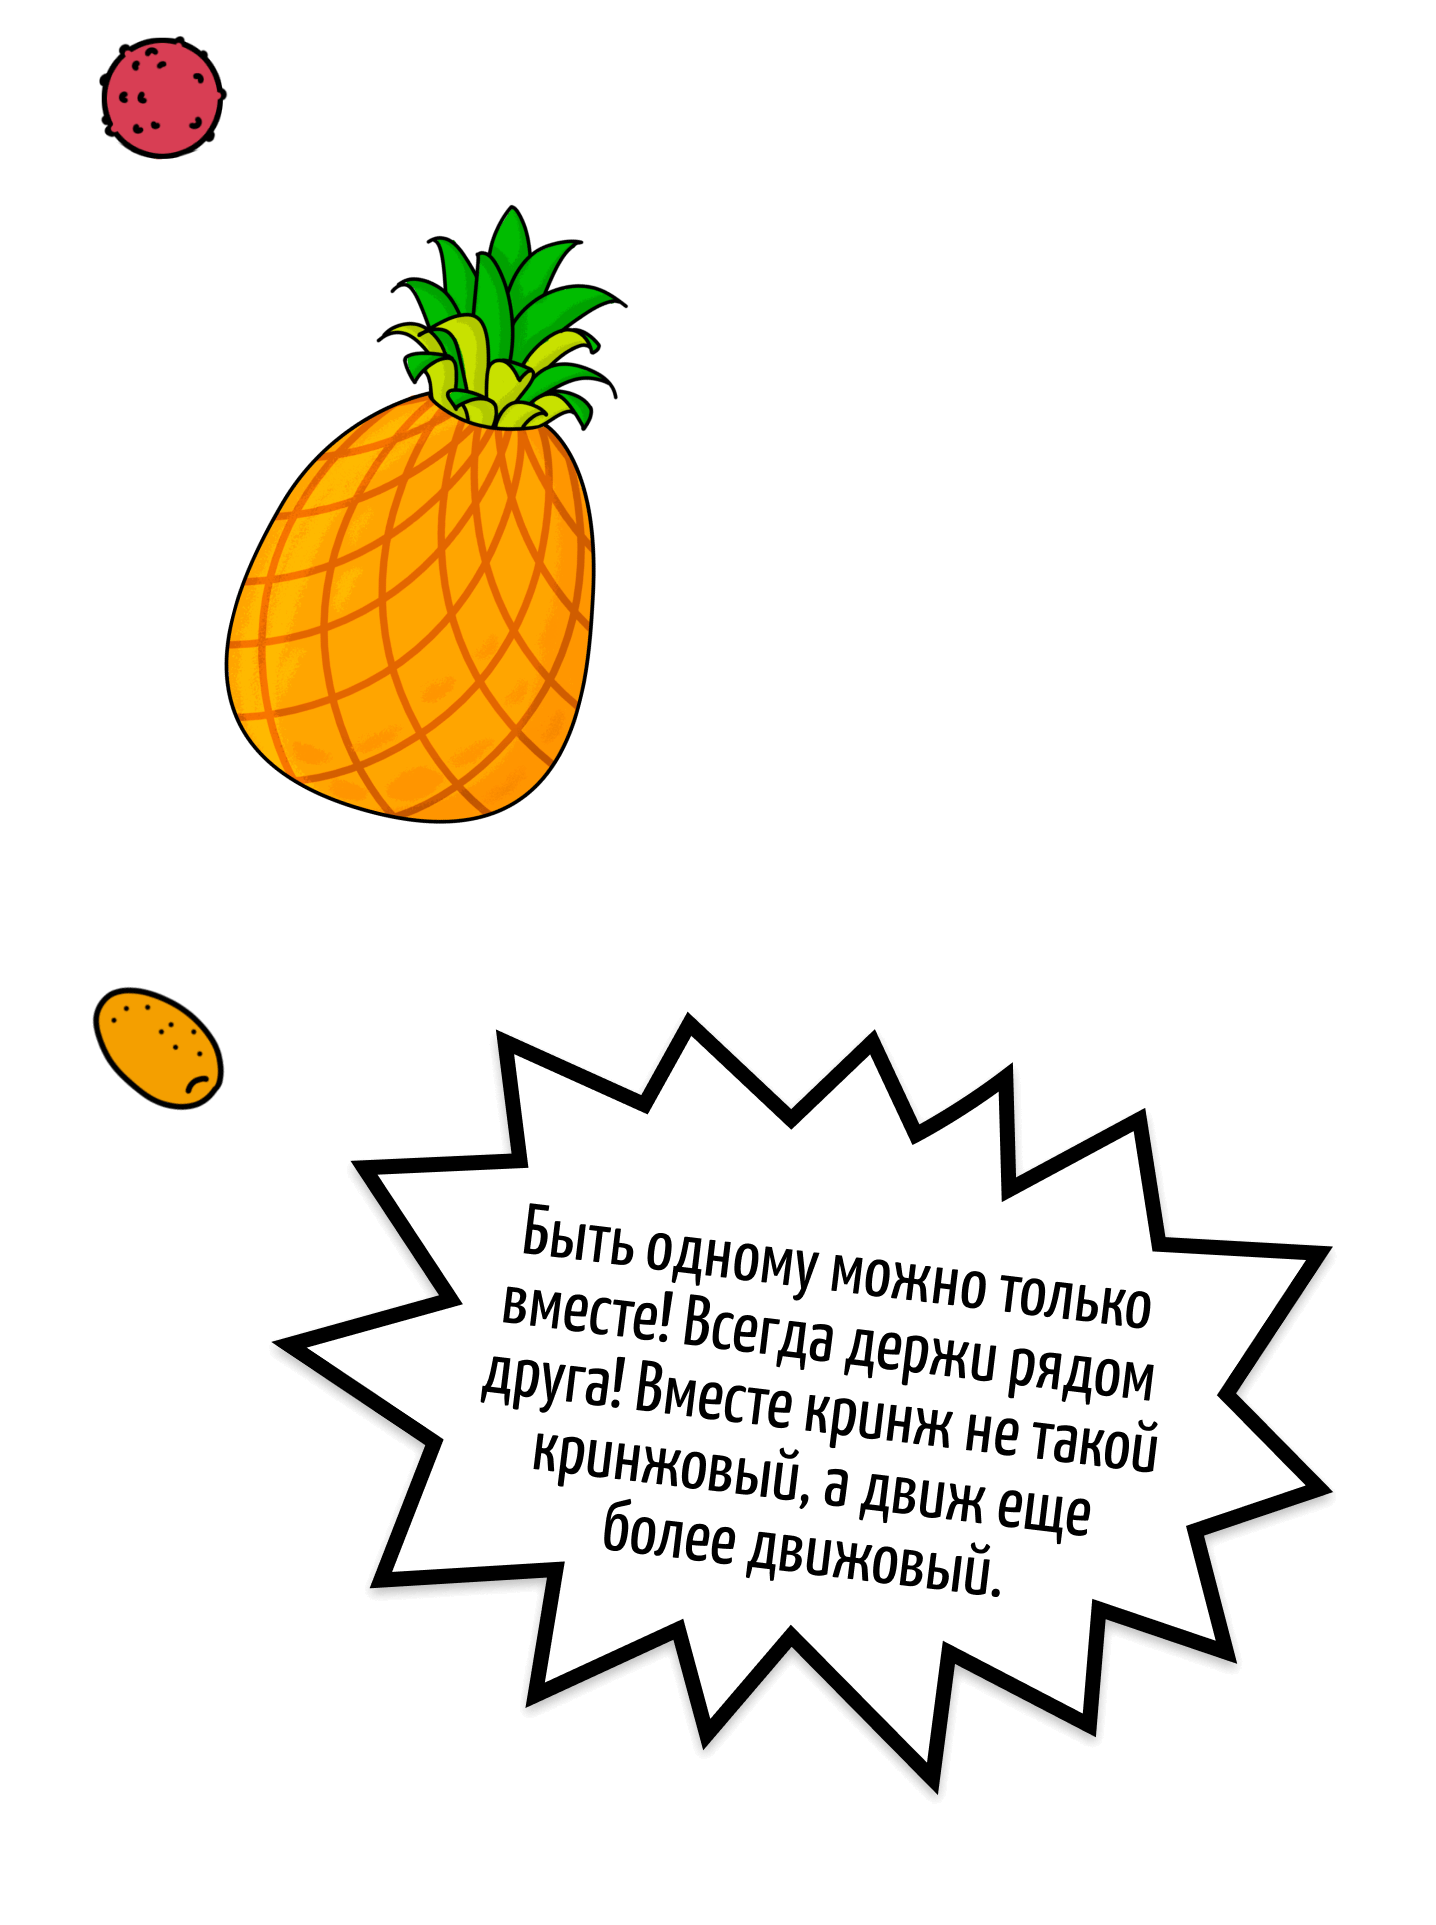 Быть одному можно только
вместе! Всегда держи рядом
друга! Вместе кринж не такой
кринжовый, а движ еще
более движовый.